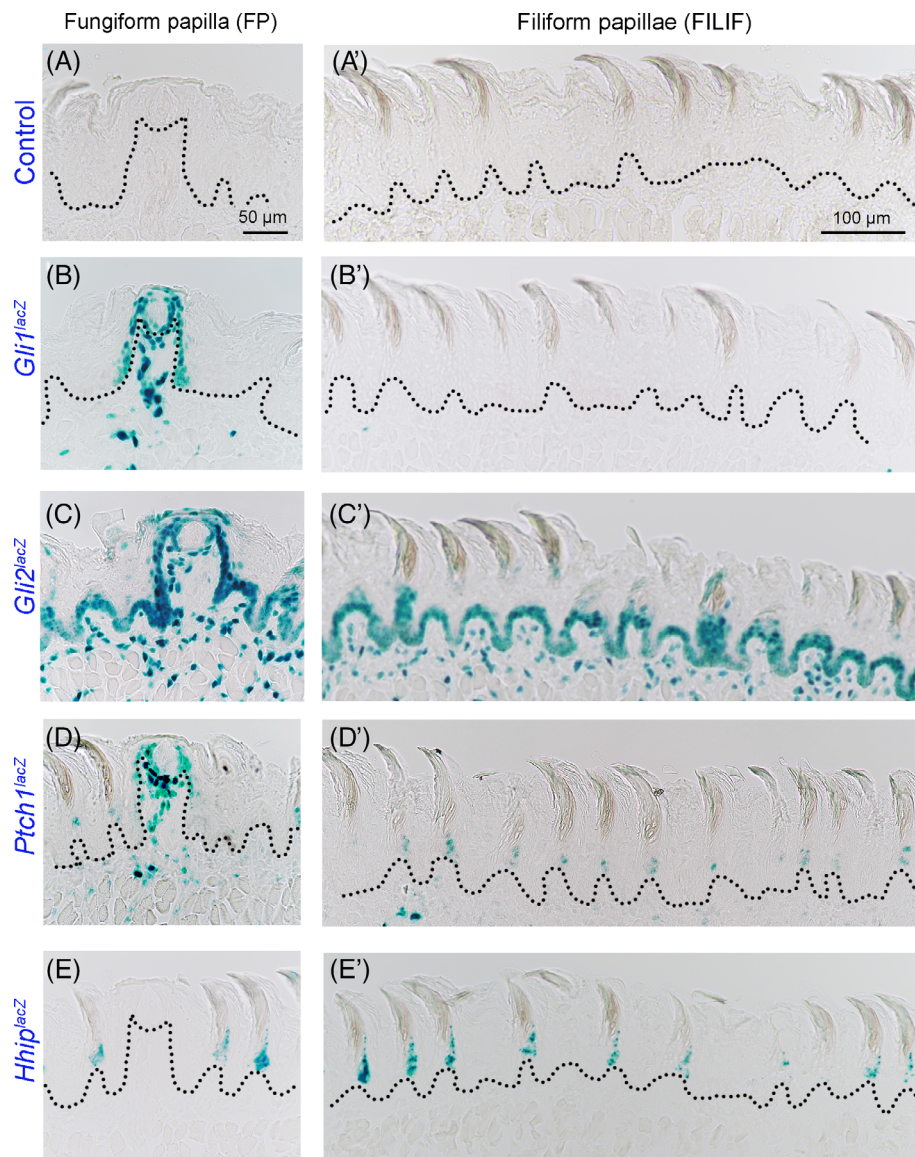 Fungiform papilla (FP)
Filiform papillae (FILIF)
Control
(A)
50 µm
(A')
100 µm
Gli1lacZ
(B)
(B')
Gli2lacZ
(C)
(C')
Ptch1lacZ
(D)
(D')
HhiplacZ
(E)
(E')